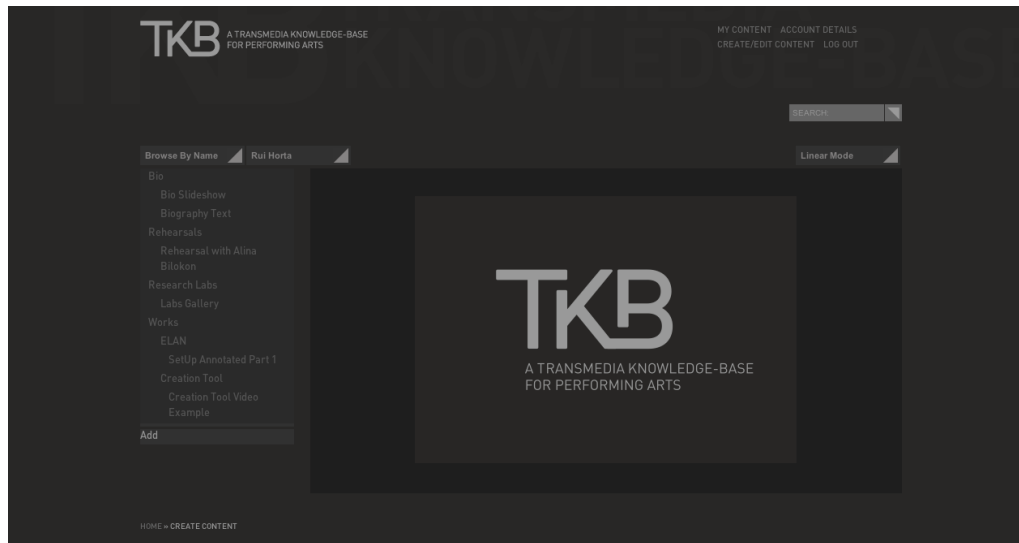 TKB A TRANSMEDIA KNOWLEDGE-BASE
FOR PERFORMING ARTS
MY CONTENT ACCOUNT DETAILS
CREATE/EDIT CONTENT LOG OUT
KNOWLEDGE-BASE
SEARCH
Browse By Name Rui Horta Linear Mode
Bio
Bio Slideshow
Biography Text
Rehearsals
Rehearsal with Alina
Bilokon
Research Labs
Labs Gallery
Works
ELAN
SetUp Annotated Part 1
Creation Tool
Creation Tool Video
Example
Add
TKB
A TRANSMEDIA KNOWLEDGE-BASE
FOR PERFORMING ARTS
HOME » CREATE CONTENT